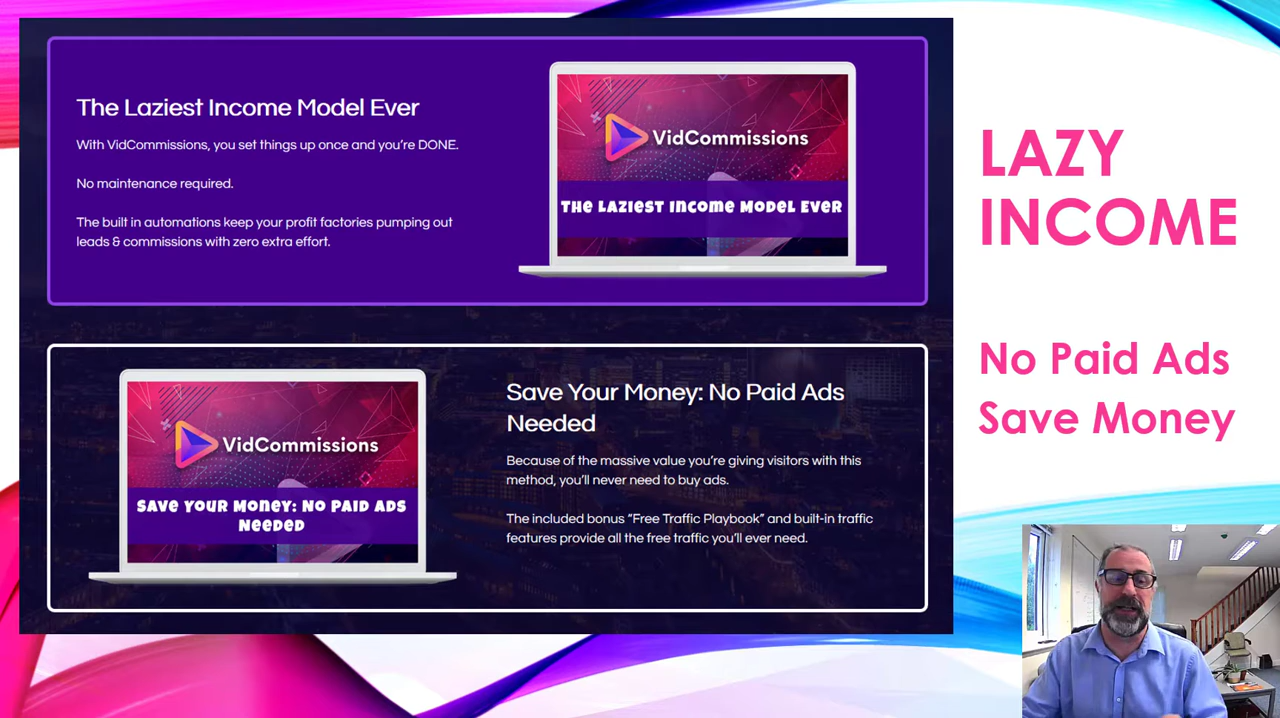 The Laziest Income Model Ever
With VidCommissions, you set things up once and you’re DONE.
No maintenance required.
The built in automations keep your profit factories pumping out
leads & commissions with zero extra effort.
VidCommissions
The Laziest Income Model Ever
LAZY
INCOME
No Paid Ads
Save Money
VidCommissions
Save Your Money: No Paid Ads
Needed
Save Your Money: No Paid Ads
Needed
Because of the massive value you’re giving visitors with this
method, you’ll never need to buy ads.
The included bonus “Free Traffic Playbook” and built-in traffic
features provide all the free traffic you’ll ever need.